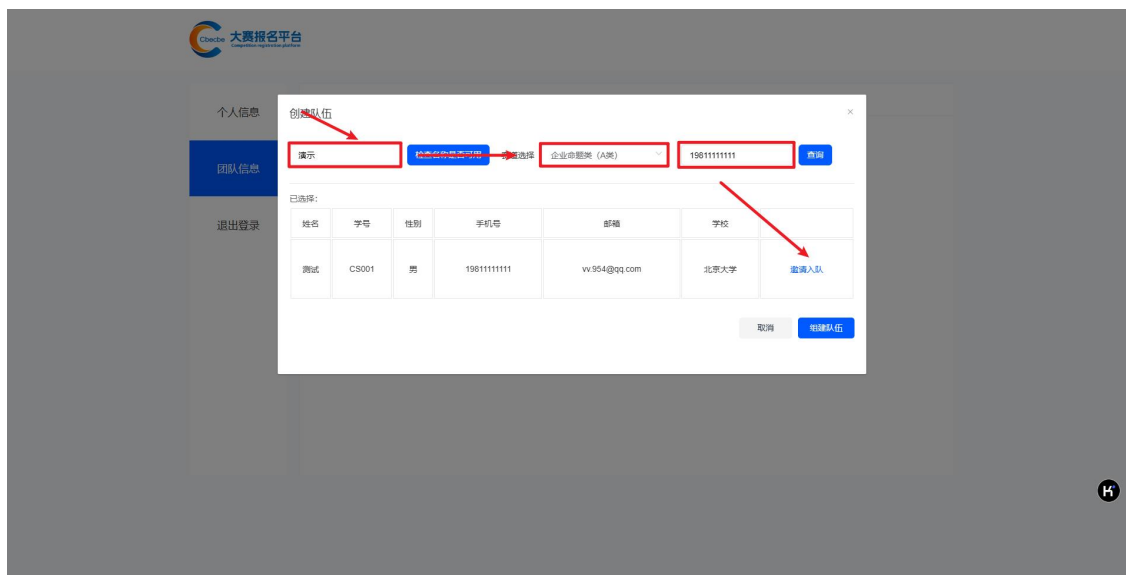 Cbecbe 大赛报名平台
Competition registration platform
个人信息
团队信息
退出登录
创建队伍 ×
演示 检查名称是否可用 选择 企业命题类（A类） 19811111111 查询
已选择:
姓名 学号 性别 手机号 邮箱 学校
测试 CS001 男 19811111111 vv.954@qq.com 北京大学 邀请入队
取消 组建队伍
K